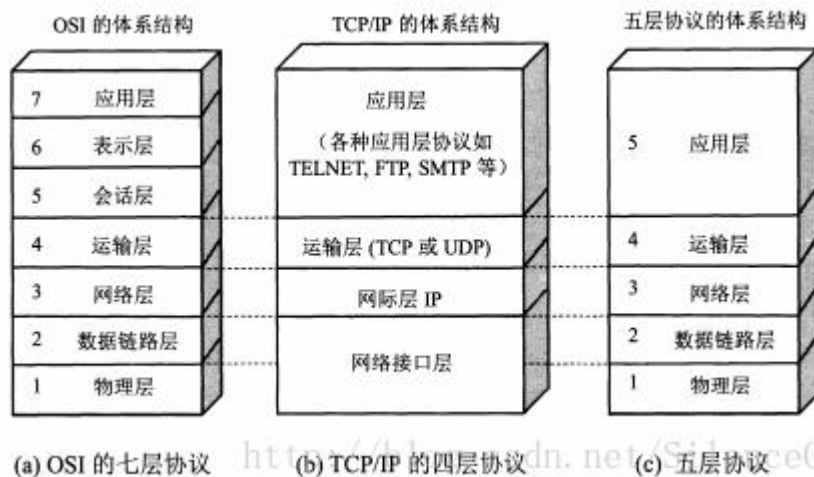 OSI 的体系结构
7 应用层
6 表示层
5 会话层
4 运输层
3 网络层
2 数据链路层
1 物理层
(a) OSI 的七层协议
TCP/IP 的体系结构
应用层
(各种应用层协议如
TELNET, FTP, SMTP 等)
运输层 (TCP 或 UDP)
网际层 IP
网络接口层
(b) TCP/IP 的四层协议
五层协议的体系结构
5 应用层
4 运输层
3 网络层
2 数据链路层
1 物理层
(c) 五层协议